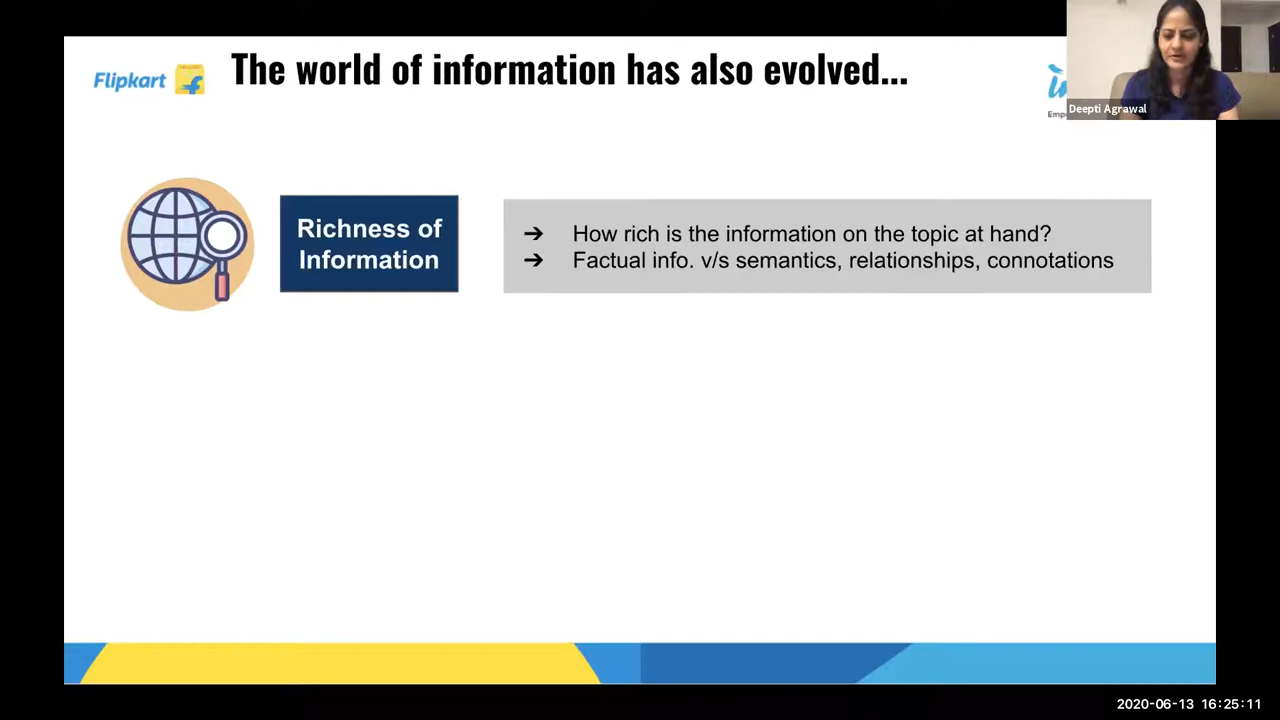 Flipkart
The world of information has also evolved...
Deepti Agrawal
Richness of
Information
➔ How rich is the information on the topic at hand?
➔ Factual info. v/s semantics, relationships, connotations
2020-06-13 16:25:11